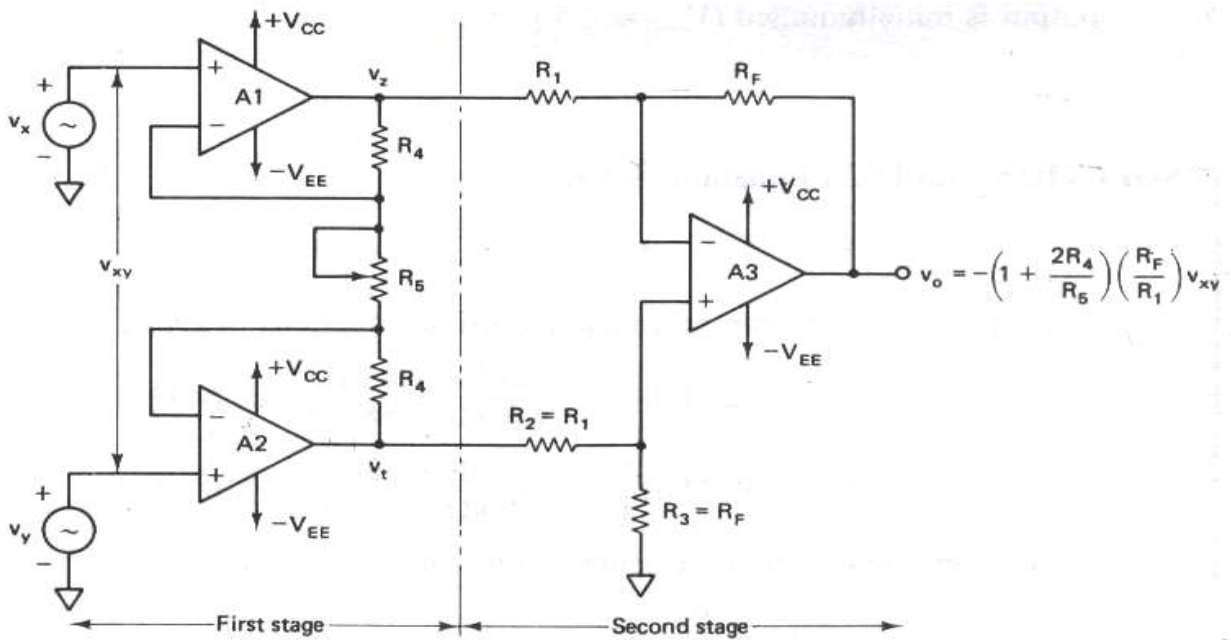 +V_CC
v_z
R_1
R_F
+
A1
+
−
v_x
−
−V_EE
R_4
+V_CC
v_xy
R_5
−
A3
+
v_o = −(1 + 2R_4/R_5)(R_F/R_1)v_xy
−V_EE
+V_CC
R_4
R_2 = R_1
−
A2
+
v_t
+
v_y
−
−V_EE
R_3 = R_F
First stage
Second stage